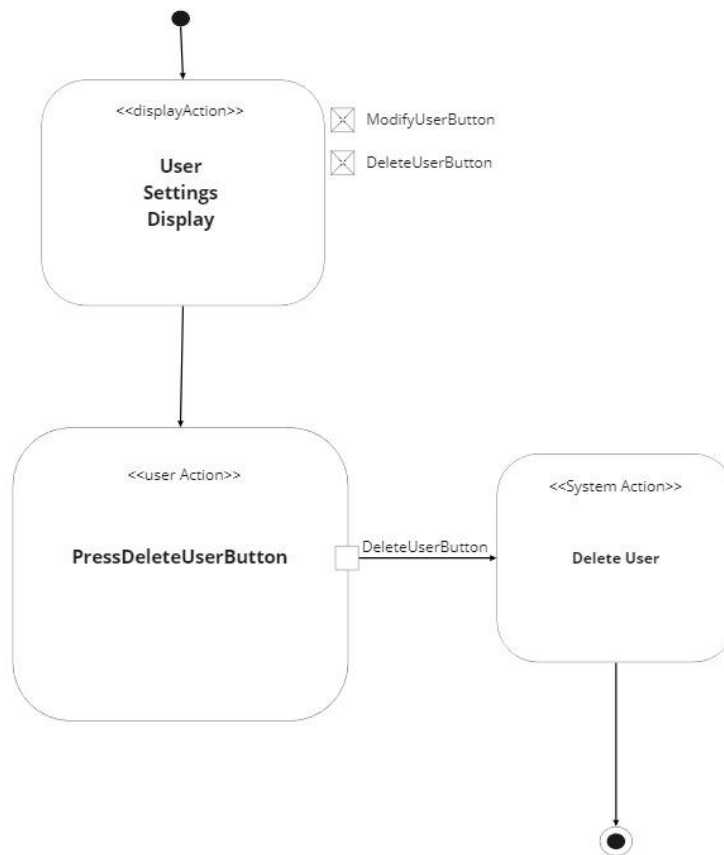 <<displayAction>>
User
Settings
Display
ModifyUserButton
DeleteUserButton
<<user Action>>
PressDeleteUserButton
DeleteUserButton
<<System Action>>
Delete User